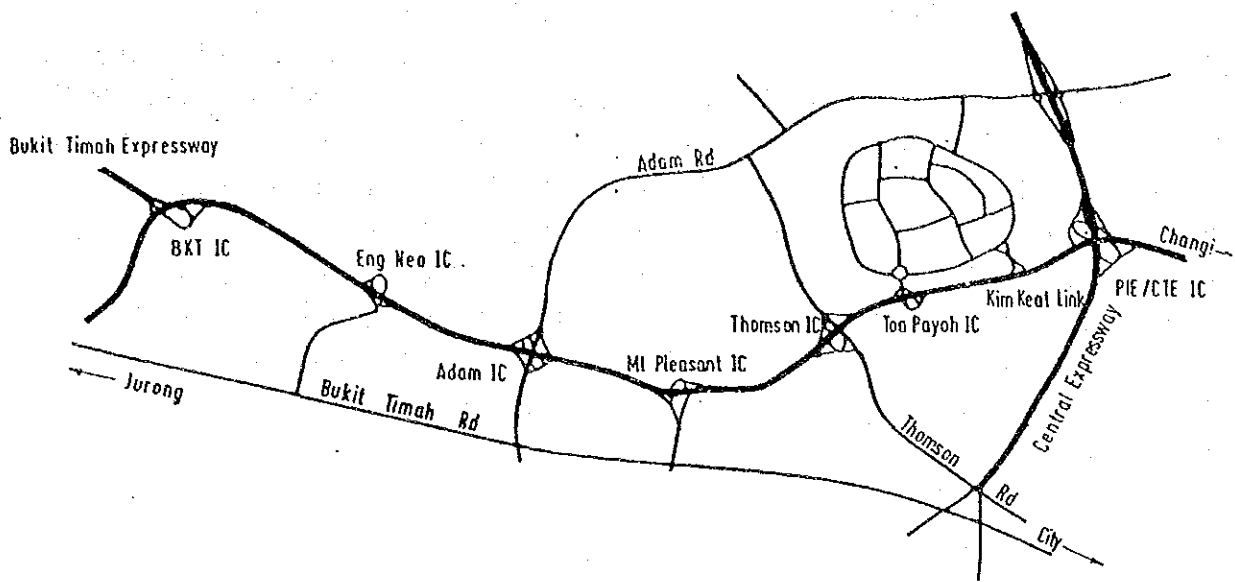 Bukit Timah Expressway
Adam Rd
BKT IC
Eng Neo IC
Changi
PIE/CTE IC
Kim Keat Link
Toa Payoh IC
Thomson IC
Mt Pleasant IC
Adam IC
Jurong
Bukit Timah Rd
Central Expressway
Thomson Rd
City